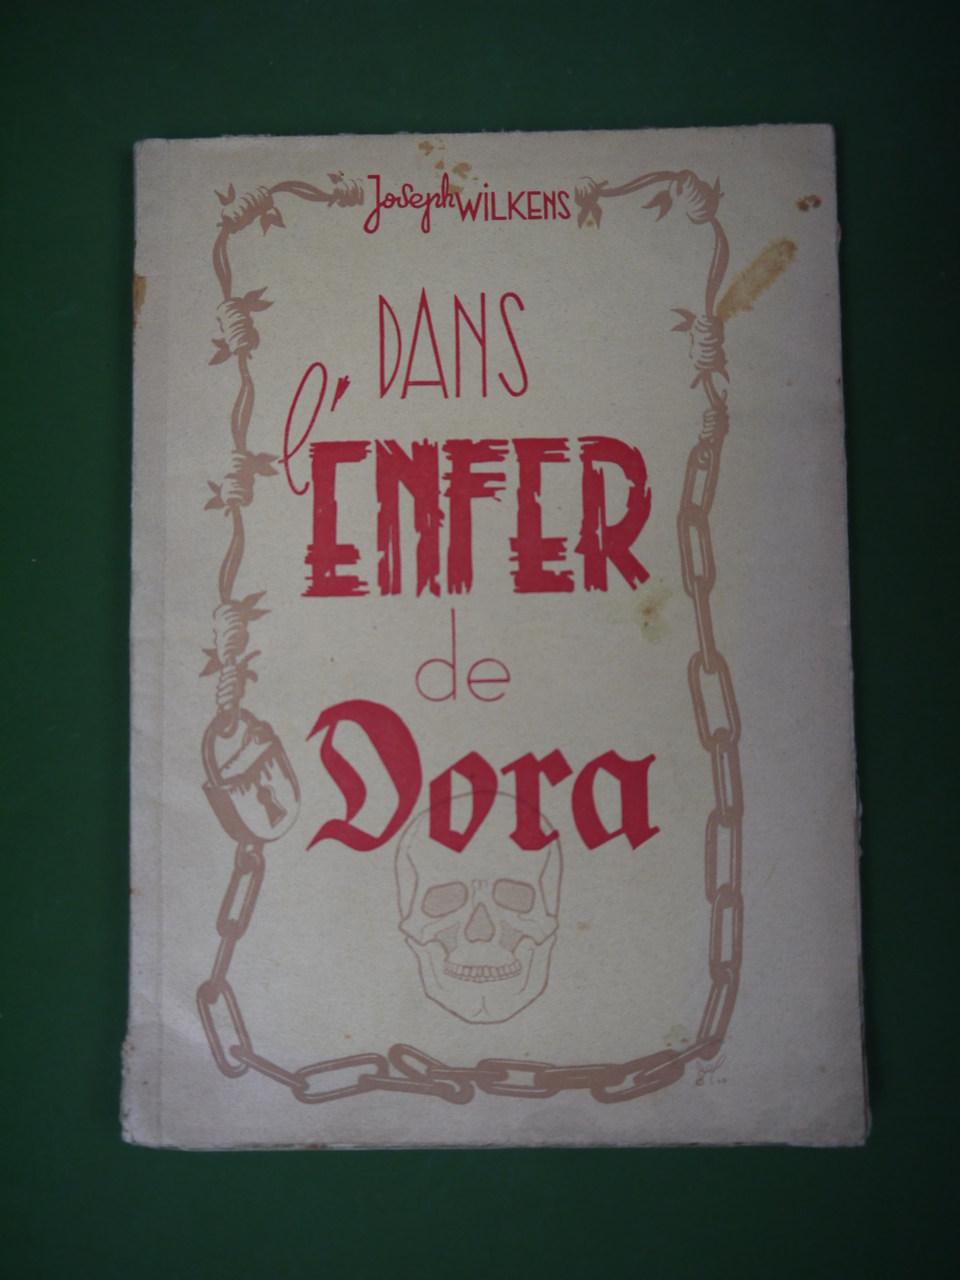 Joseph WiLKENS
DANS
l'ENFER
de
Dora